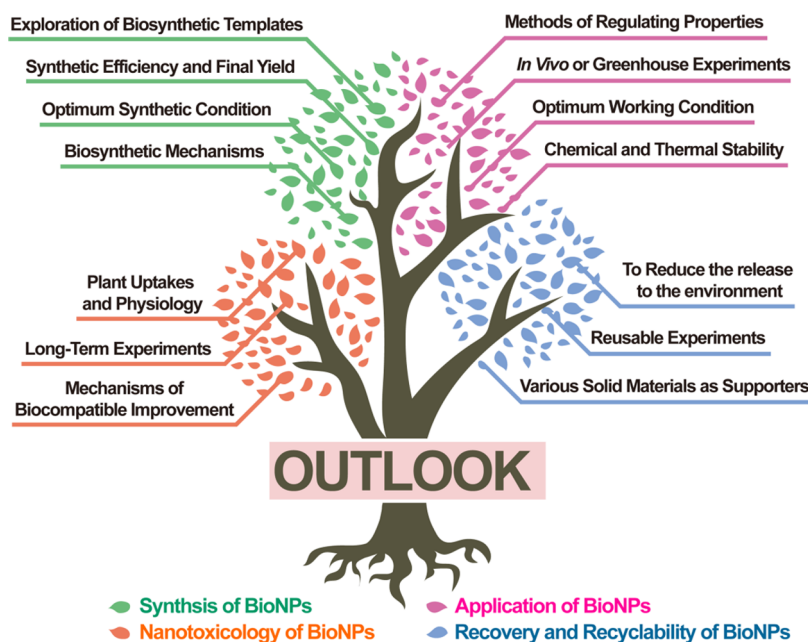 Exploration of Biosynthetic Templates
Synthetic Efficiency and Final Yield
Optimum Synthetic Condition
Biosynthetic Mechanisms
Methods of Regulating Properties
In Vivo or Greenhouse Experiments
Optimum Working Condition
Chemical and Thermal Stability
Plant Uptakes
and Physiology
Long-Term Experiments
Mechanisms of
Biocompatible Improvement
To Reduce the release
to the environment
Reusable Experiments
Various Solid Materials as Supporters
OUTLOOK
Synthsis of BioNPs
Application of BioNPs
Nanotoxicology of BioNPs
Recovery and Recyclability of BioNPs